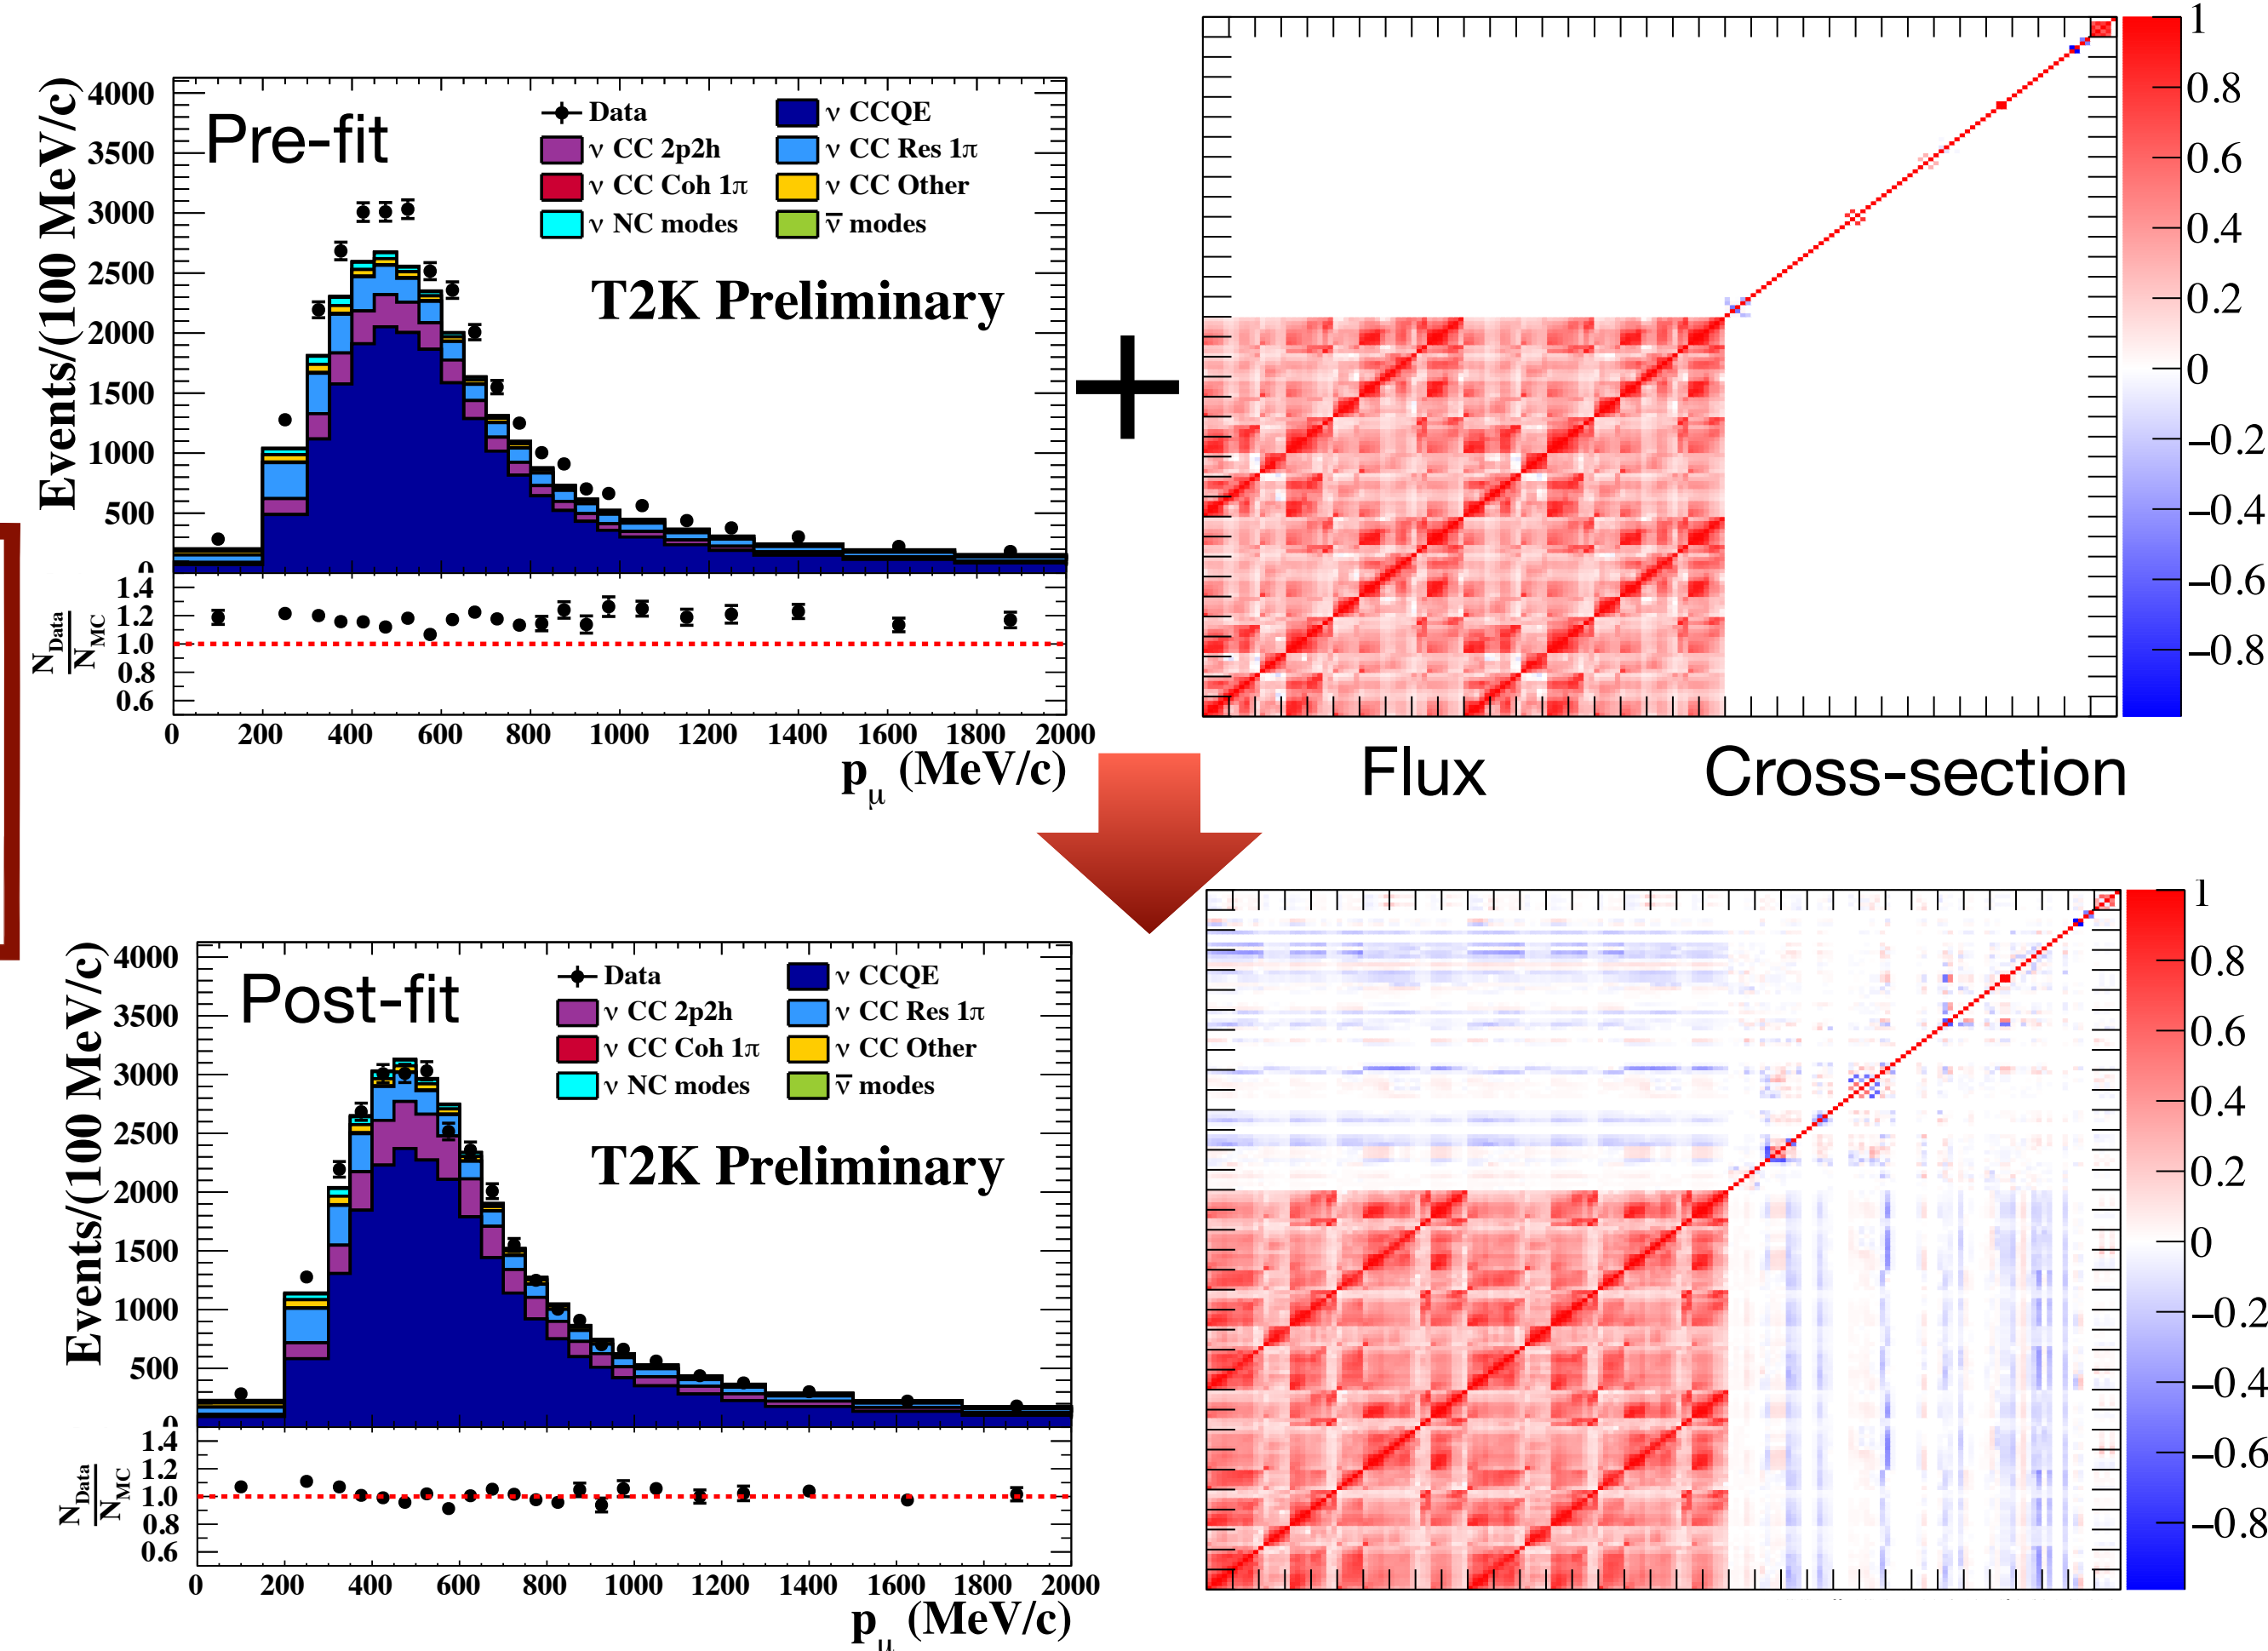 Pre-fit
Events/(100 MeV/c)
4000
3500
3000
2500
2000
1500
1000
500
0
Data
ν CCQE
ν CC 2p2h
ν CC Res 1π
ν CC Coh 1π
ν CC Other
ν NC modes
ν̅ modes
T2K Preliminary
N_Data
N_MC
1.4
1.2
1.0
0.8
0.6
0 200 400 600 800 1000 1200 1400 1600 1800 2000
p_μ (MeV/c)
+
1
0.8
0.6
0.4
0.2
0
−0.2
−0.4
−0.6
−0.8
Flux
Cross-section
Post-fit
Events/(100 MeV/c)
4000
3500
3000
2500
2000
1500
1000
500
0
Data
ν CCQE
ν CC 2p2h
ν CC Res 1π
ν CC Coh 1π
ν CC Other
ν NC modes
ν̅ modes
T2K Preliminary
N_Data
N_MC
1.4
1.2
1.0
0.8
0.6
0 200 400 600 800 1000 1200 1400 1600 1800 2000
p_μ (MeV/c)
1
0.8
0.6
0.4
0.2
0
−0.2
−0.4
−0.6
−0.8